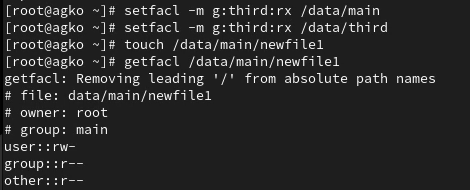 [root@agko ~]# setfacl -m g:third:rx /data/main
[root@agko ~]# setfacl -m g:third:rx /data/third
[root@agko ~]# touch /data/main/newfile1
[root@agko ~]# getfacl /data/main/newfile1
getfacl: Removing leading '/' from absolute path names
# file: data/main/newfile1
# owner: root
# group: main
user::rw-
group::r--
other::r--